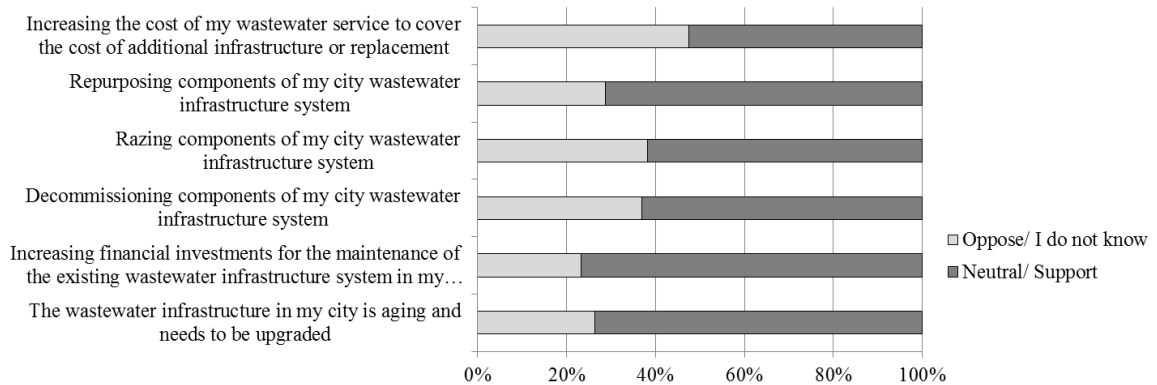 Increasing the cost of my wastewater service to cover
the cost of additional infrastructure or replacement
Repurposing components of my city wastewater
infrastructure system
Razing components of my city wastewater
infrastructure system
Decommissioning components of my city wastewater
infrastructure system
Increasing financial investments for the maintenance of
the existing wastewater infrastructure system in my…
The wastewater infrastructure in my city is aging and
needs to be upgraded
0% 20% 40% 60% 80% 100%
Oppose/ I do not know
Neutral/ Support